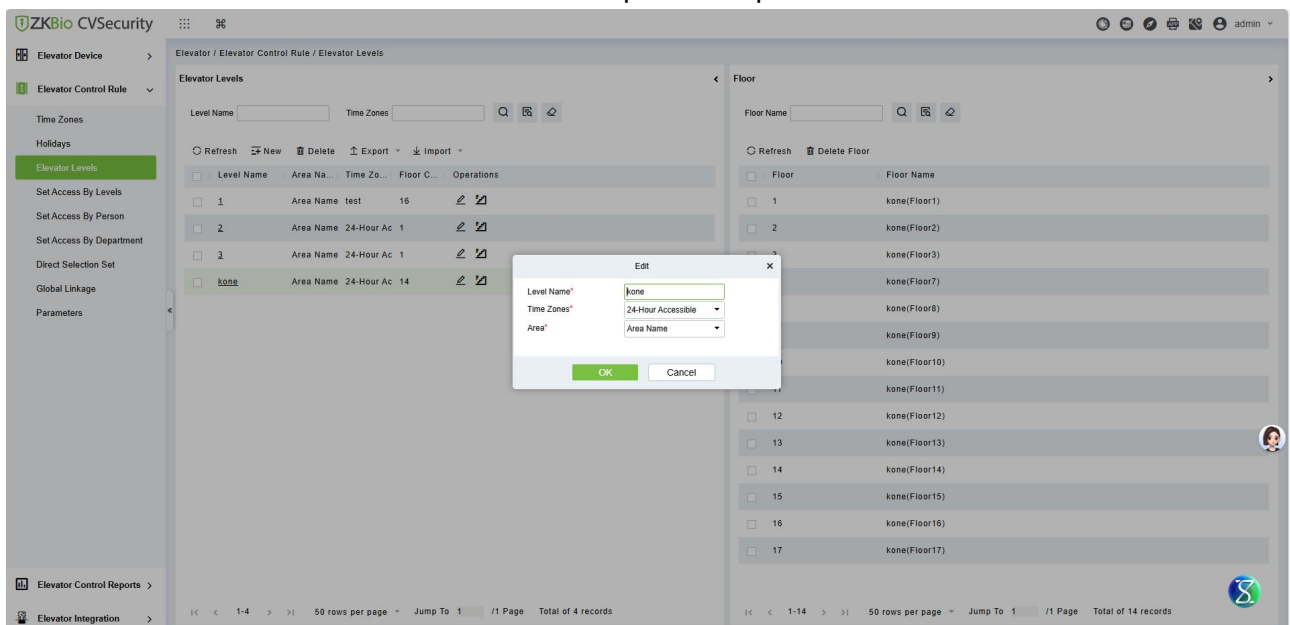 ZKBio CVSecurity
admin
Elevator Device
Elevator Control Rule
Time Zones
Holidays
Elevator Levels
Set Access By Levels
Set Access By Person
Set Access By Department
Direct Selection Set
Global Linkage
Parameters
Elevator Control Reports
Elevator Integration
Elevator / Elevator Control Rule / Elevator Levels
Elevator Levels
Level Name Time Zones
Refresh New Delete Export Import
Level Name Area Na... Time Zo... Floor C... Operations
1 Area Name test 16
2 Area Name 24-Hour Ac 1
3 Area Name 24-Hour Ac 1
kone Area Name 24-Hour Ac 14
1-4 50 rows per page Jump To 1 /1 Page Total of 4 records
Edit
Level Name* kone
Time Zones* 24-Hour Accessible
Area* Area Name
OK Cancel
Floor
Floor Name
Refresh Delete Floor
Floor Floor Name
1 kone(Floor1)
2 kone(Floor2)
kone(Floor3)
kone(Floor7)
kone(Floor8)
kone(Floor9)
kone(Floor10)
kone(Floor11)
12 kone(Floor12)
13 kone(Floor13)
14 kone(Floor14)
15 kone(Floor15)
16 kone(Floor16)
17 kone(Floor17)
1-14 50 rows per page Jump To 1 /1 Page Total of 14 records